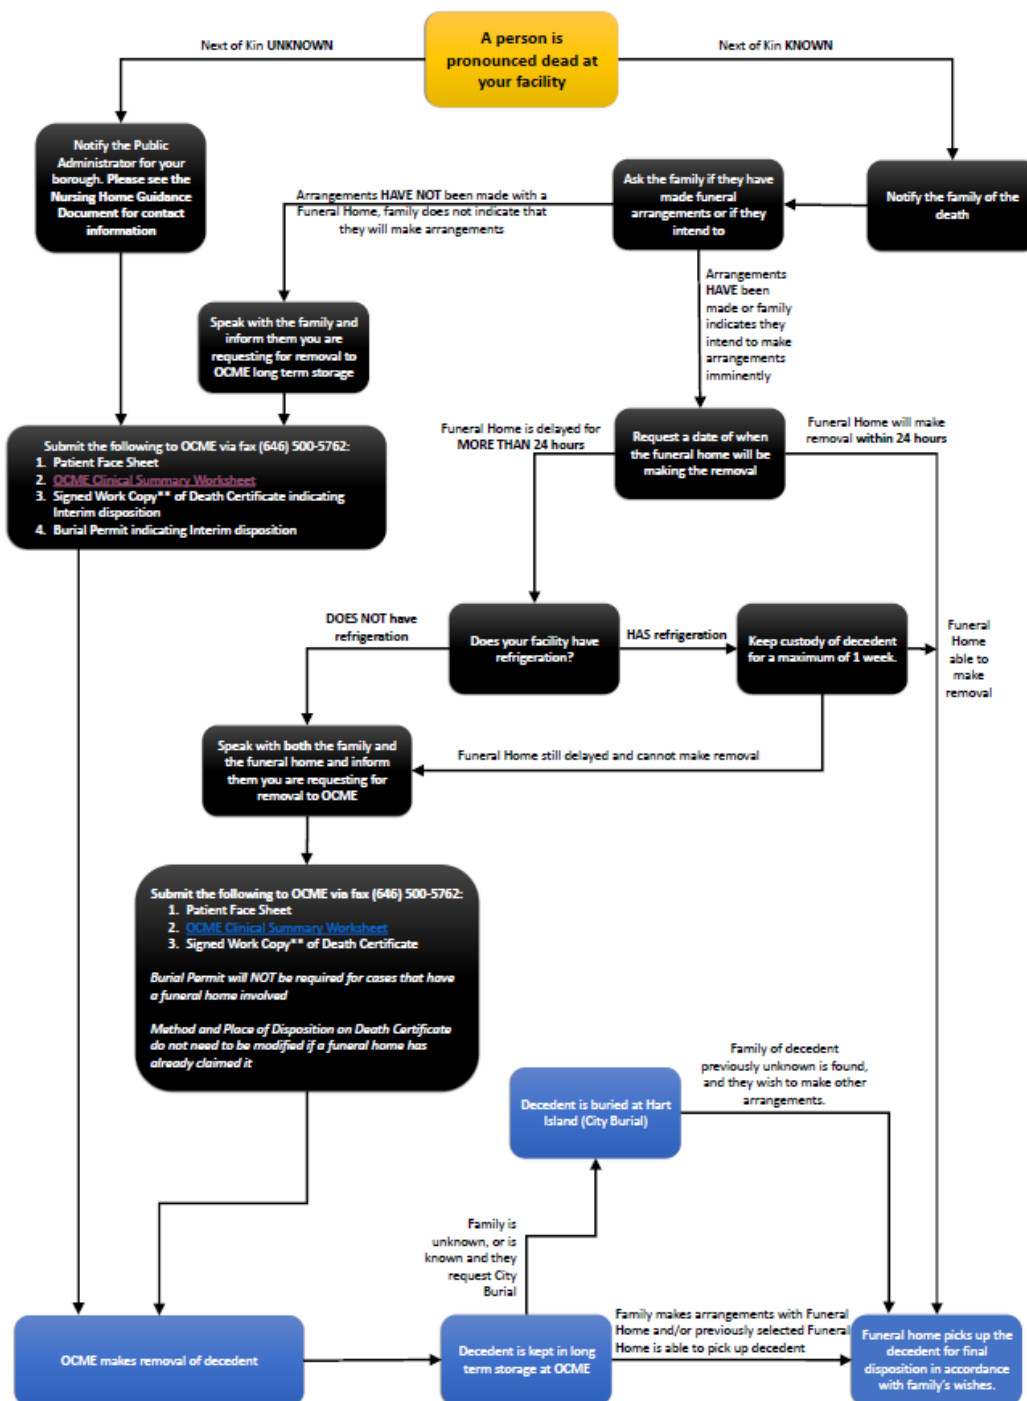 A person is
pronounced dead at
your facility
Next of Kin UNKNOWN
Next of Kin KNOWN
Notify the Public
Administrator for your
borough. Please see the
Nursing Home Guidance
Document for contact
information
Arrangements HAVE NOT been made with a
Funeral Home, family does not indicate that
they will make arrangements
Ask the family if they have
made funeral
arrangements or if they
intend to
Notify the family of the
death
Arrangements
HAVE been
made or family
indicates they
intend to make
arrangements
imminently
Speak with the family and
inform them you are
requesting for removal to
OCME long term storage
Submit the following to OCME via fax (646) 500-5762:
1. Patient Face Sheet
2. OCME Clinical Summary Worksheet
3. Signed Work Copy** of Death Certificate indicating
Interim disposition
4. Burial Permit indicating Interim disposition
Funeral Home is delayed for
MORE THAN 24 hours
Request a date of when
the funeral home will be
making the removal
Funeral Home will make
removal within 24 hours
DOES NOT have
refrigeration
Does your facility have
refrigeration?
HAS refrigeration
Keep custody of decedent
for a maximum of 1 week.
Funeral
Home
able to
make
removal
Speak with both the family and
the funeral home and inform
them you are requesting for
removal to OCME
Funeral Home still delayed and cannot make removal
Submit the following to OCME via fax (646) 500-5762:
1. Patient Face Sheet
2. OCME Clinical Summary Worksheet
3. Signed Work Copy** of Death Certificate
Burial Permit will NOT be required for cases that have
a funeral home involved
Method and Place of Disposition on Death Certificate
do not need to be modified if a funeral home has
already claimed it
Decedent is buried at Hart
Island (City Burial)
Family of decedent
previously unknown is found,
and they wish to make other
arrangements.
Family is
unknown, or is
known and they
request City
Burial
OCME makes removal of decedent
Decedent is kept in long
term storage at OCME
Family makes arrangements with Funeral
Home and/or previously selected Funeral
Home is able to pick up decedent
Funeral home picks up the
decedent for final
disposition in accordance
with family's wishes.